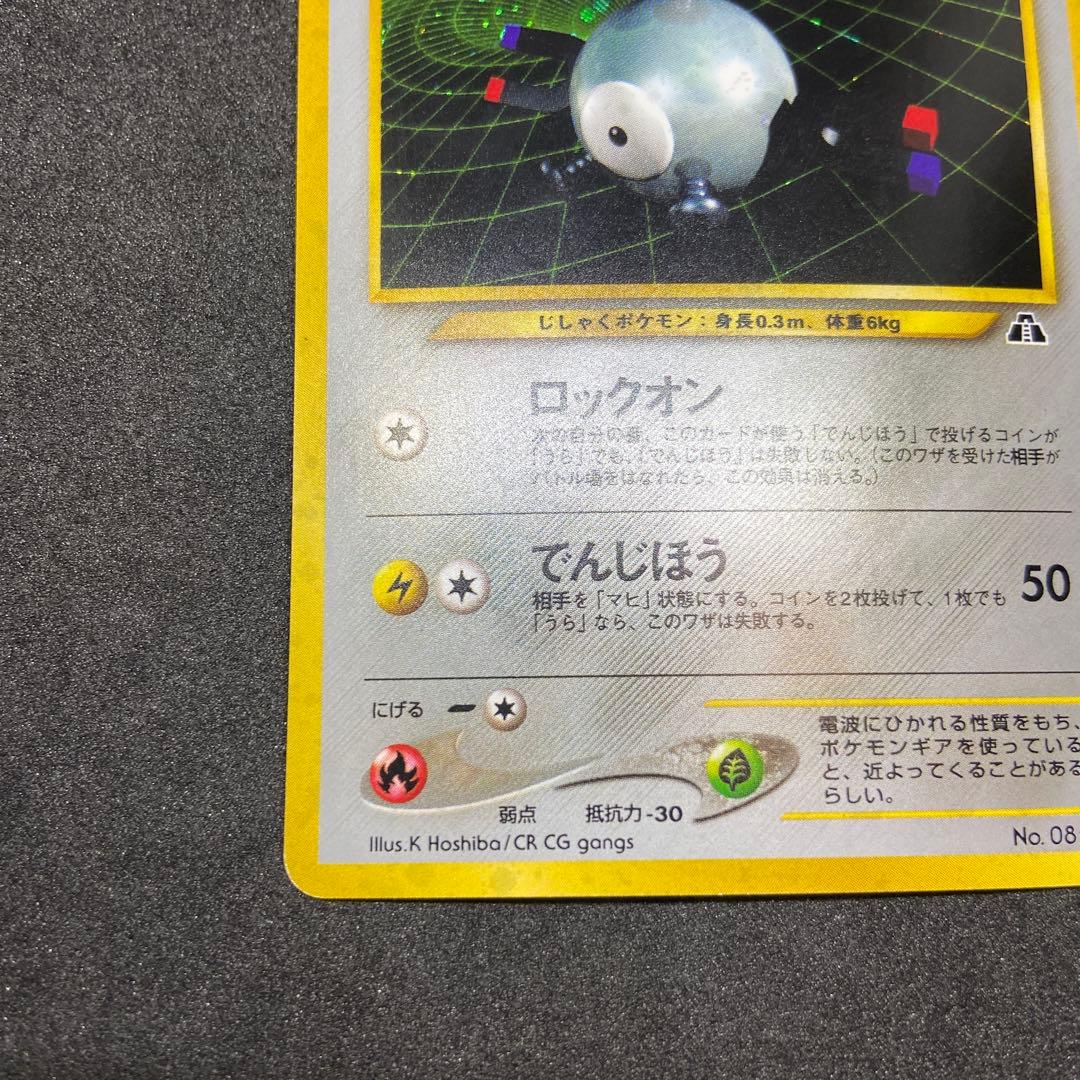 じしゃくポケモン：身長0.3m、体重6kg
ロックオン
次の自分の番、このカードが使う「でんじほう」で投げるコインが
「うら」でも、「でんじほう」は失敗しない。（このワザを受けた相手が
バトル場をはなれたら、この効果は消える。）
でんじほう
50
相手を「マヒ」状態にする。コインを2枚投げて、1枚でも
「うら」なら、このワザは失敗する。
にげる
弱点
抵抗力-30
電波にひかれる性質をもち、
ポケモンギアを使っている
と、近よってくることがある
らしい。
Illus.K Hoshiba/CR CG gangs
No. 08